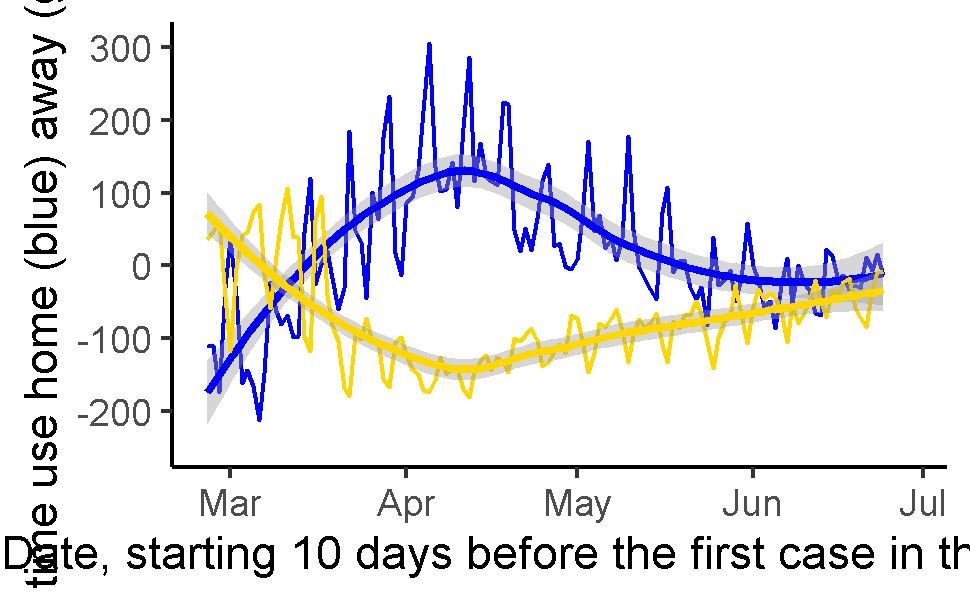 time use home (blue) away (
300
200
100
0
-100
-200
Mar Apr May Jun Jul
Date, starting 10 days before the first case in th